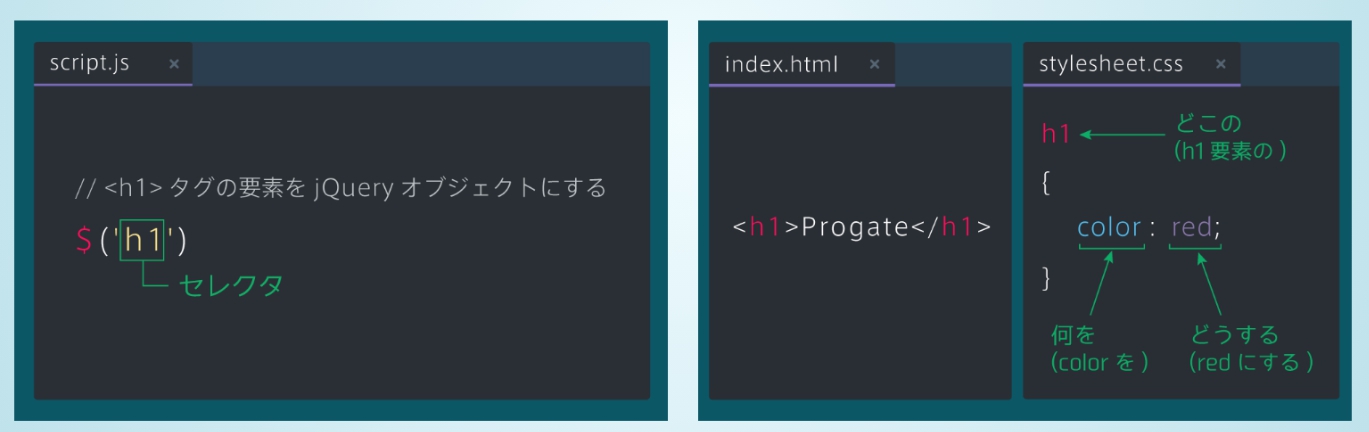 script.js ×
// <h1> タグの要素を jQuery オブジェクトにする
$('h1')
セレクタ
index.html ×
<h1>Progate</h1>
stylesheet.css ×
h1
どこの
(h1 要素の )
{
color : red;
}
何を
(color を )
どうする
(red にする )